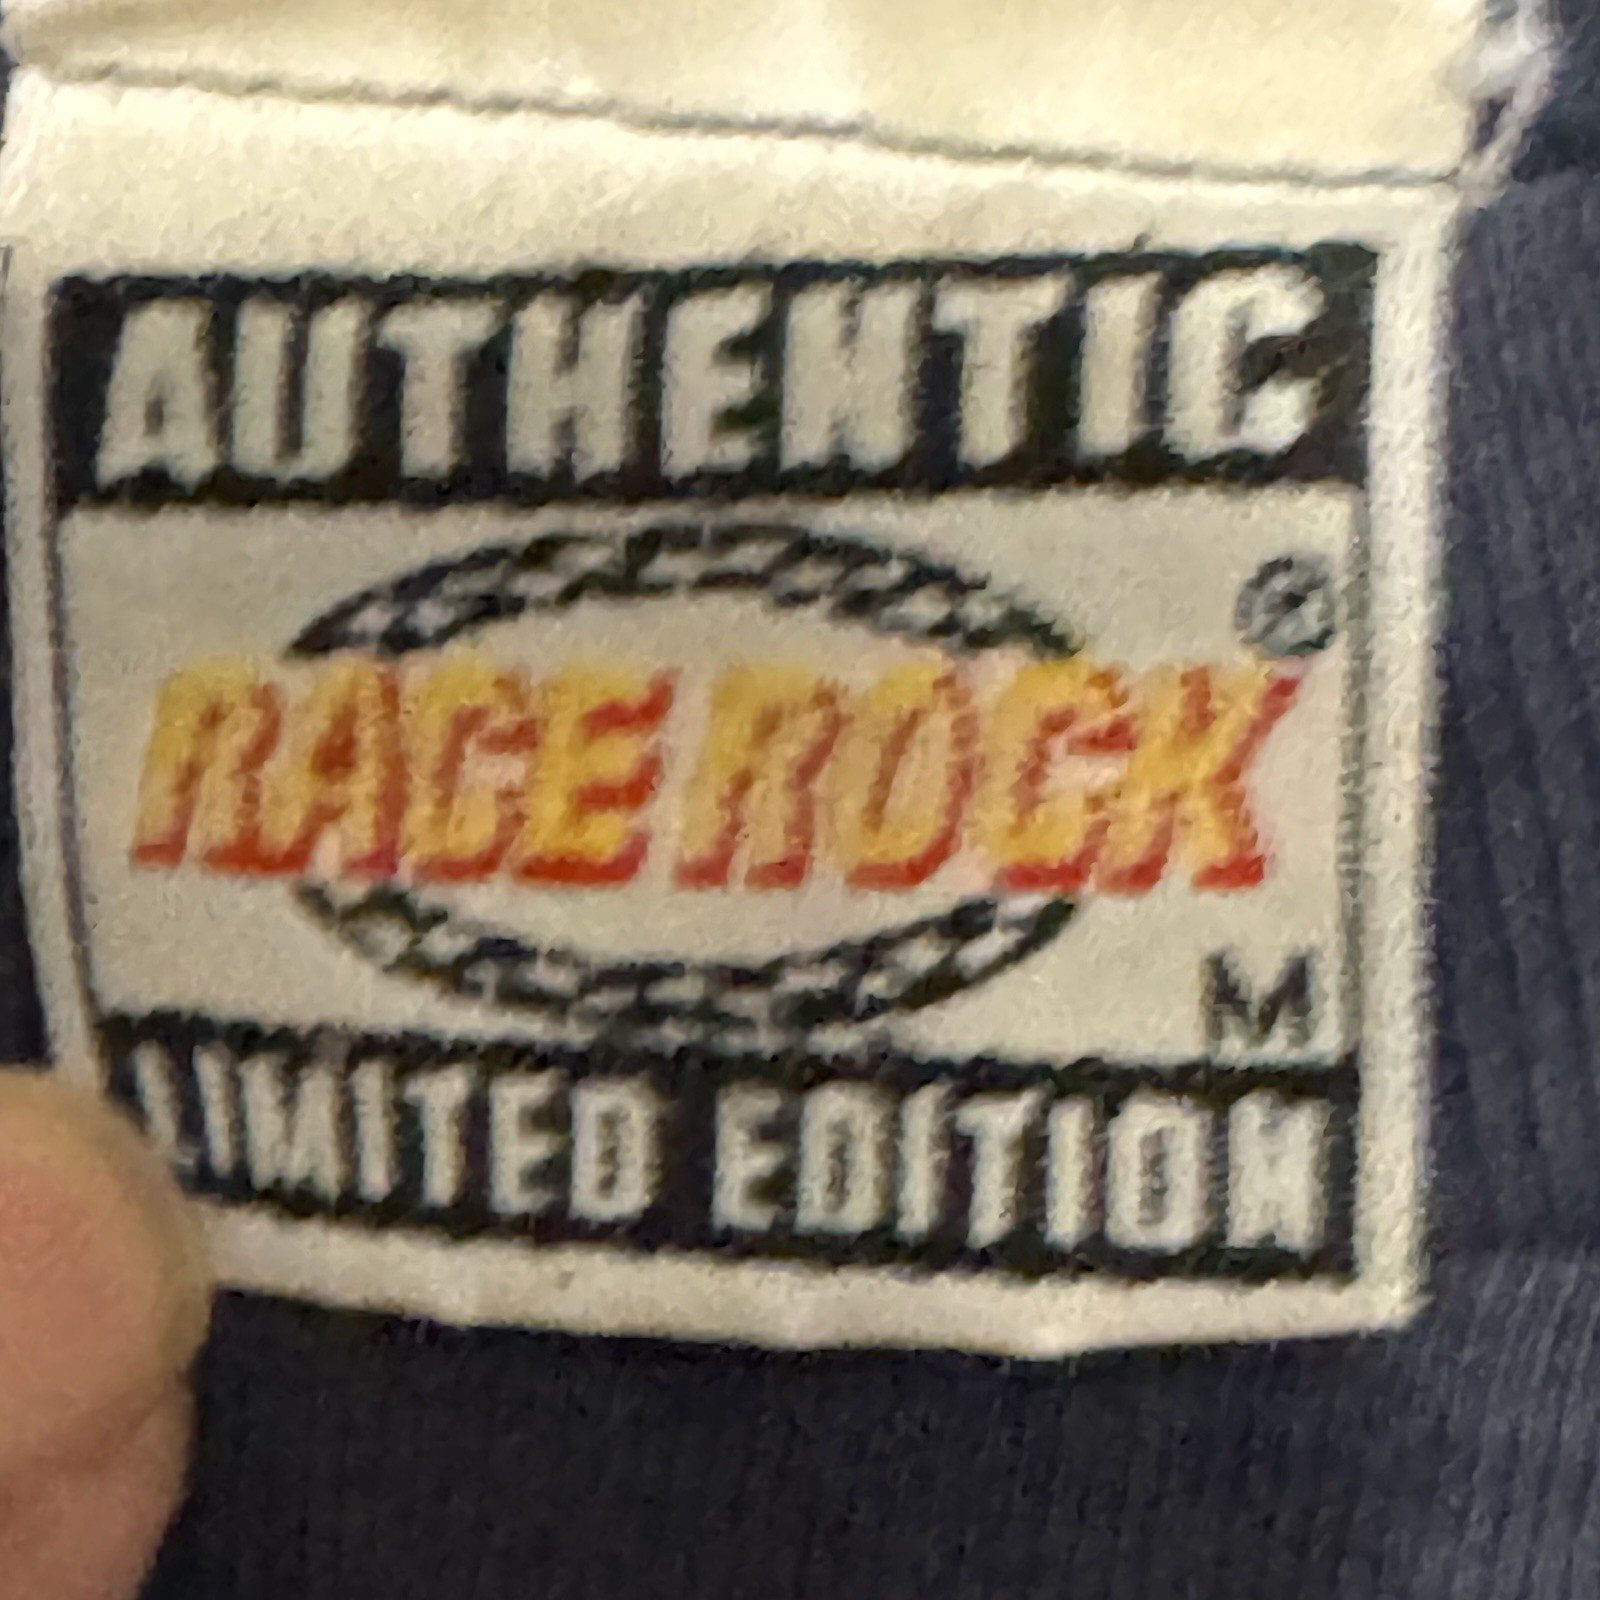 AUTHENTIC
®
RACE ROCK
M
LIMITED EDITION